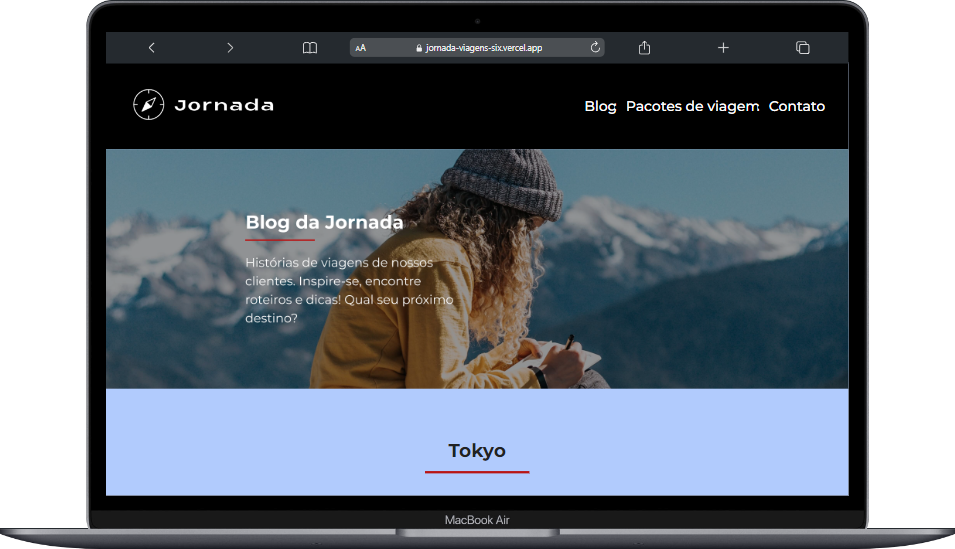 AA jornada-viagens-six.vercel.app
Jornada
Blog Pacotes de viagem Contato
Blog da Jornada
Histórias de viagens de nossos
clientes. Inspire-se, encontre
roteiros e dicas! Qual seu próximo
destino?
Tokyo
MacBook Air